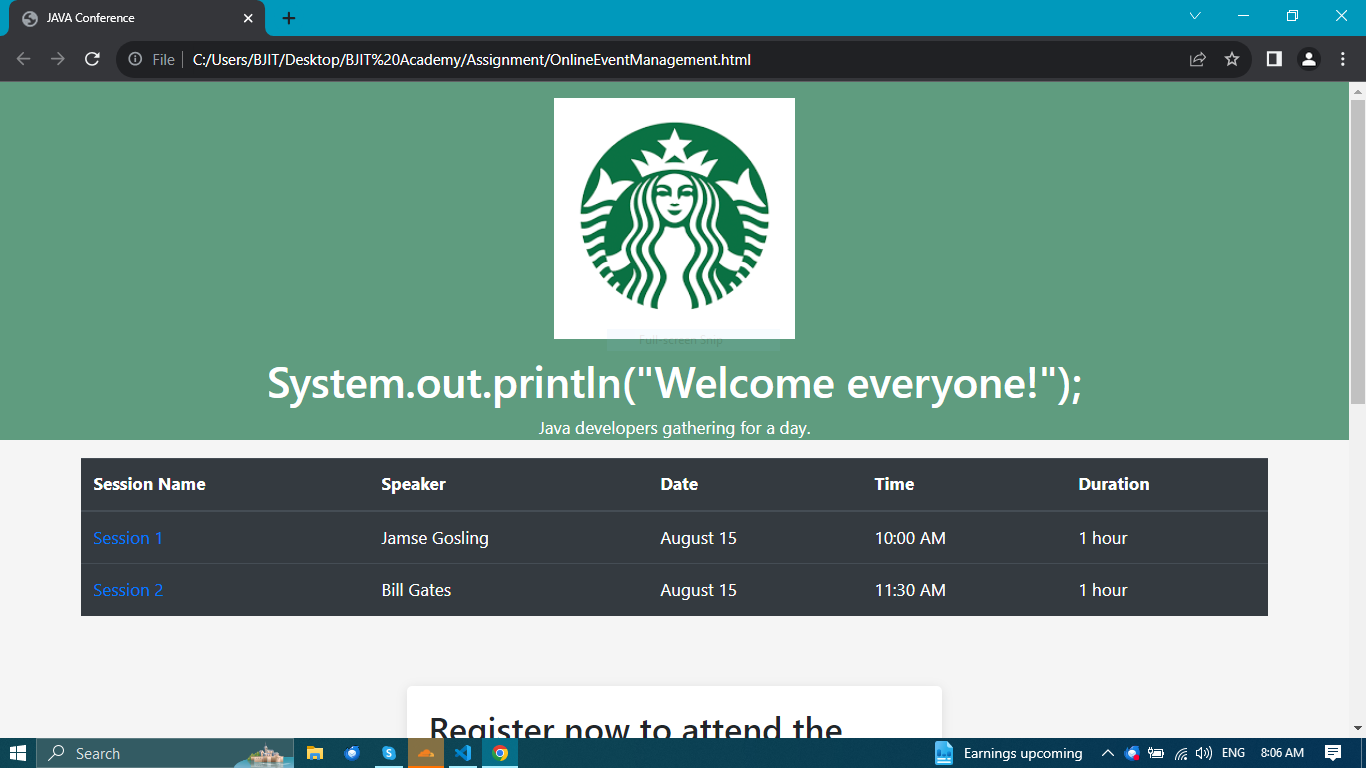 JAVA Conference
File
C:/Users/BJIT/Desktop/BJIT%20Academy/Assignment/OnlineEventManagement.html
Full-screen Snip
System.out.println("Welcome everyone!");
Java developers gathering for a day.
Session Name Speaker Date Time Duration
Session 1 Jamse Gosling August 15 10:00 AM 1 hour
Session 2 Bill Gates August 15 11:30 AM 1 hour
Register now to attend the
Search
Earnings upcoming
ENG
8:06 AM